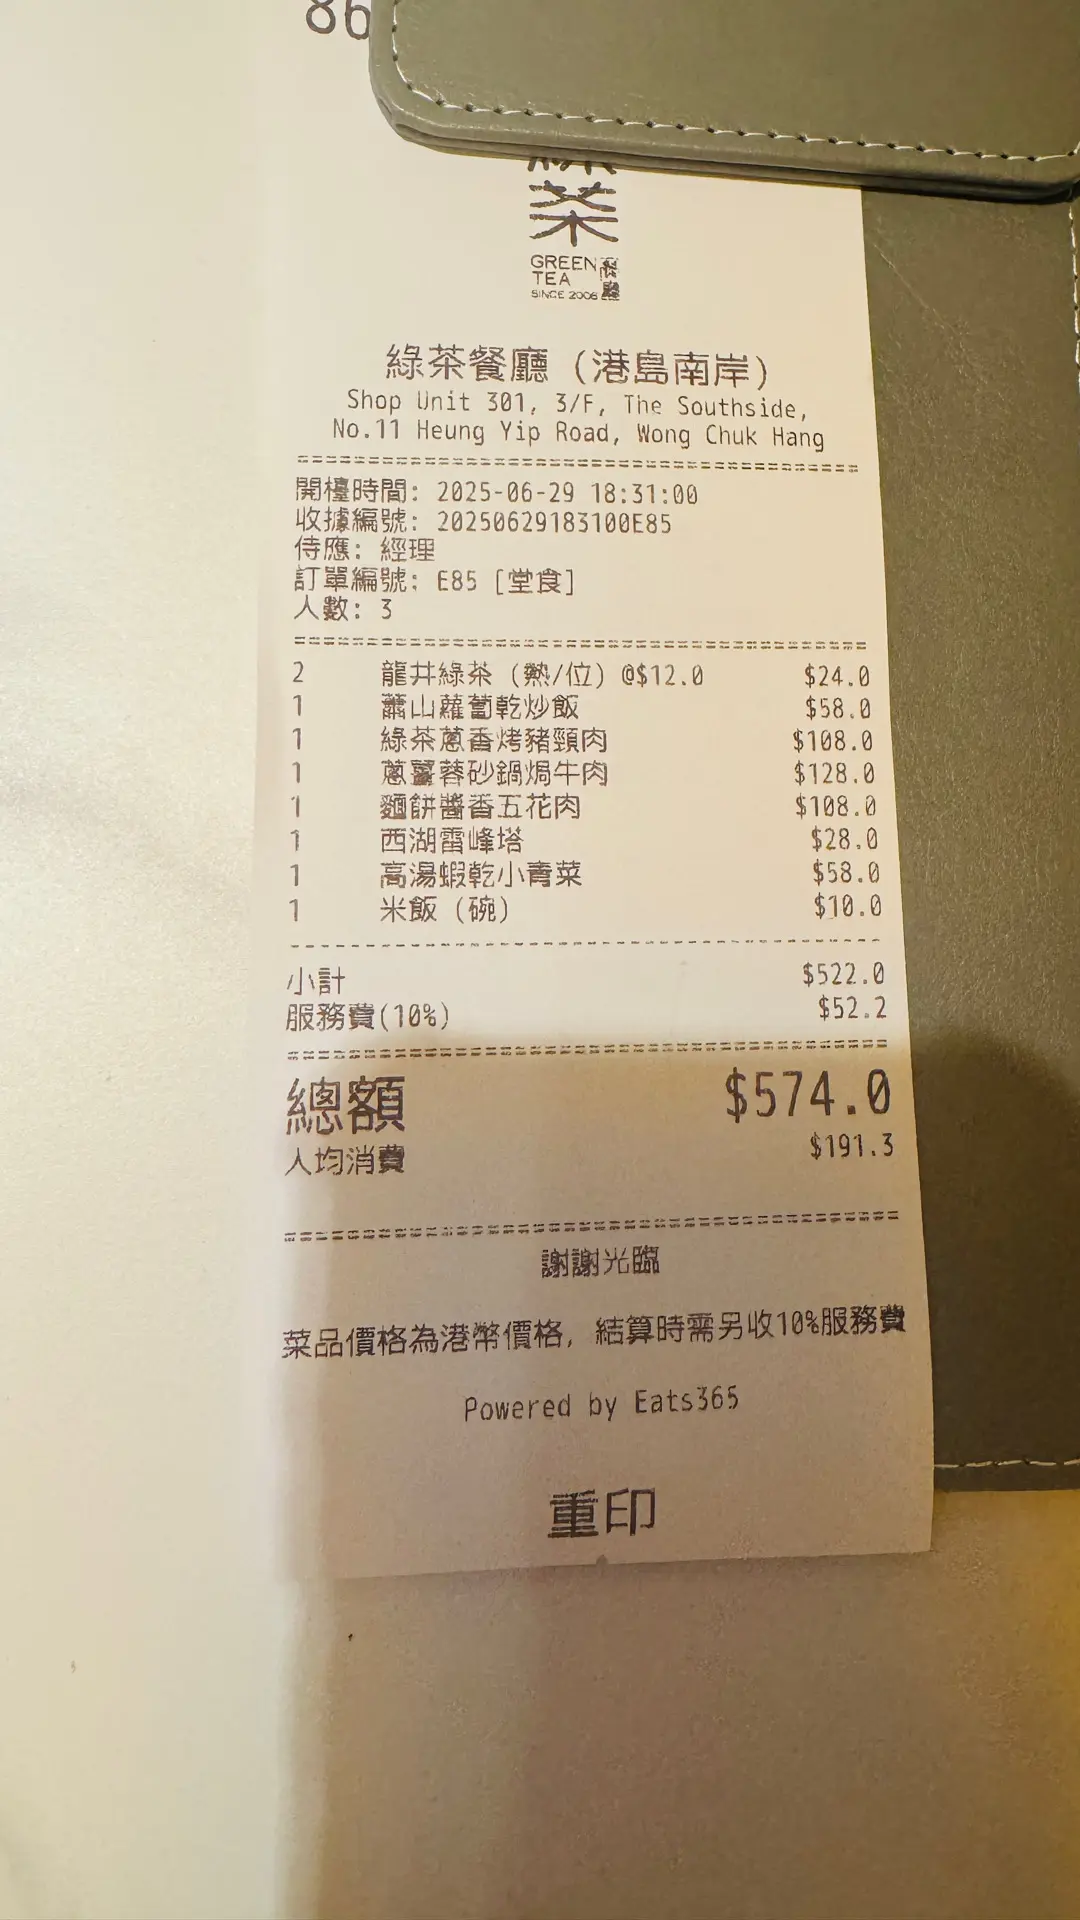 86
綠茶
GREEN
TEA
餐廳
SINCE 2008
綠茶餐廳 (港島南岸)
Shop Unit 301, 3/F, The Southside,
No.11 Heung Yip Road, Wong Chuk Hang
開檯時間: 2025-06-29 18:31:00
收據編號: 20250629183100E85
侍應: 經理
訂單編號: E85 [堂食]
人數: 3
2 龍井綠茶 (熱/位) @$12.0 $24.0
1 蕭山蘿蔔乾炒飯 $58.0
1 綠茶蔥香烤豬頸肉 $108.0
1 蔥薑蓉砂鍋焗牛肉 $128.0
1 麵餅醬香五花肉 $108.0
1 西湖雷峰塔 $28.0
1 高湯蝦乾小青菜 $58.0
1 米飯 (碗) $10.0
小計 $522.0
服務費(10%) $52.2
總額 $574.0
人均消費 $191.3
謝謝光臨
菜品價格為港幣價格, 結算時需另收10%服務費
Powered by Eats365
重印